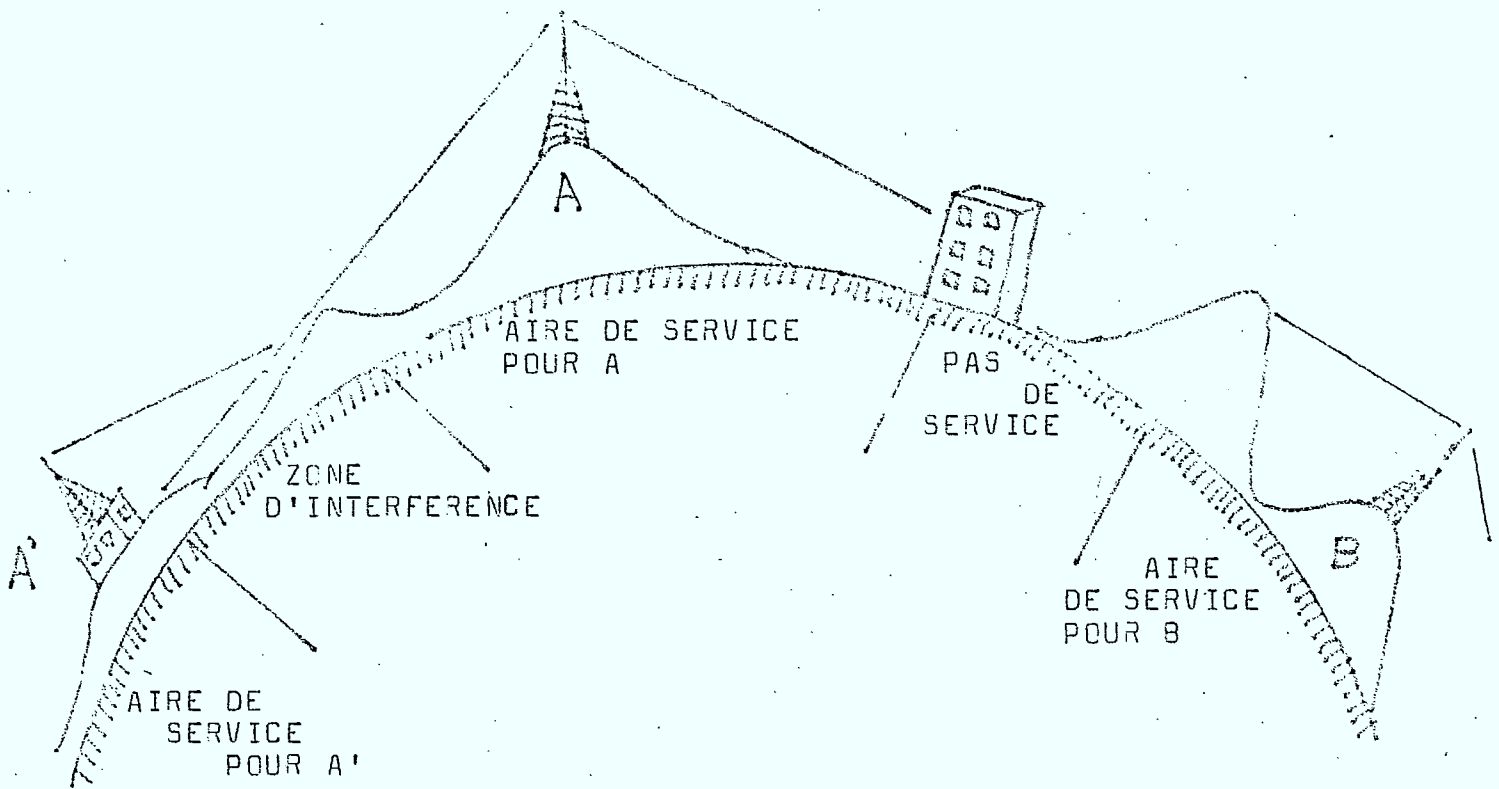 A
AIRE DE SERVICE
POUR A
PAS
DE
SERVICE
ZONE
D'INTERFERENCE
A'
B
AIRE
DE SERVICE
POUR B
AIRE DE
SERVICE
POUR A'